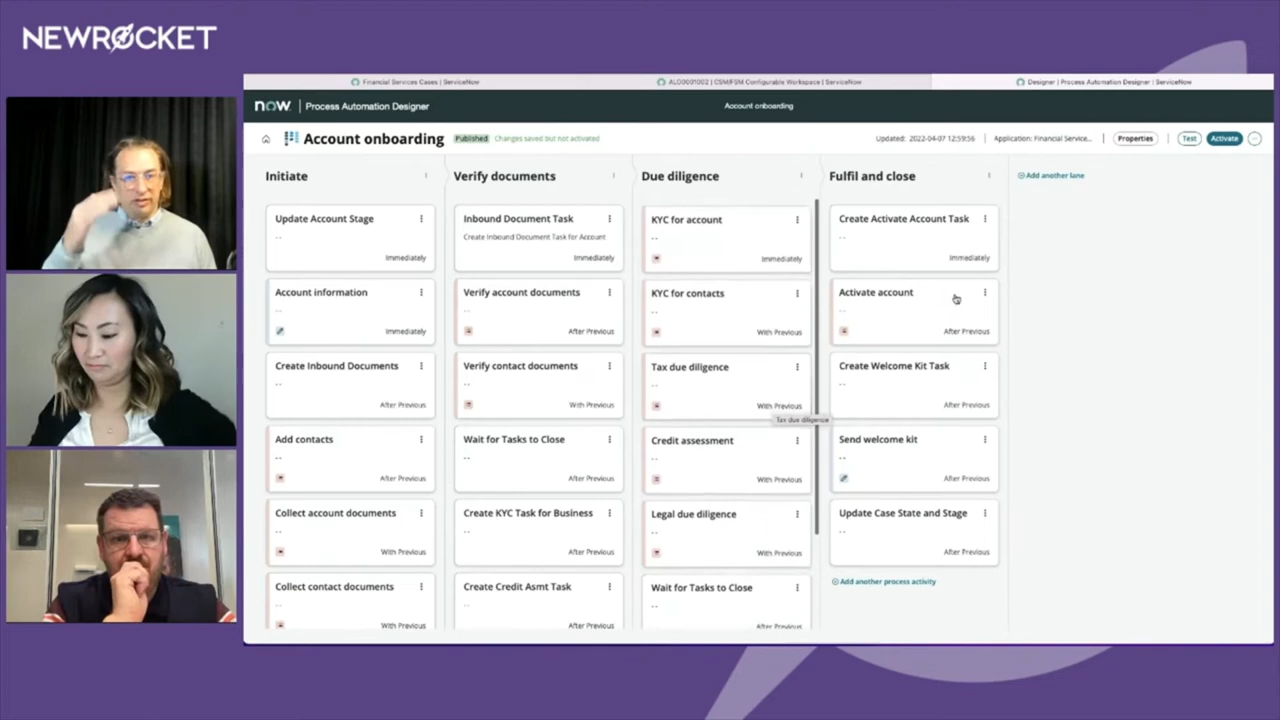 NEWROCKET
Financial Services Cases | ServiceNow
ALO0001002 | CSM/FSM Configurable Workspace | ServiceNow
Designer | Process Automation Designer | ServiceNow
now | Process Automation Designer
Account onboarding
Account onboarding
Published
Changes saved but not activated
Updated: 2022-04-07 12:59:56
Application: Financial Service...
Properties
Test
Activate
Initiate
Update Account Stage
--
Immediately
Account information
--
Immediately
Create Inbound Documents
--
After Previous
Add contacts
--
After Previous
Collect account documents
--
With Previous
Collect contact documents
--
With Previous
Verify documents
Inbound Document Task
Create Inbound Document Task for Account
Immediately
Verify account documents
--
After Previous
Verify contact documents
--
With Previous
Wait for Tasks to Close
--
After Previous
Create KYC Task for Business
--
After Previous
Create Credit Asmt Task
--
After Previous
Due diligence
KYC for account
--
Immediately
KYC for contacts
--
With Previous
Tax due diligence
--
With Previous
Tax due diligence
Credit assessment
--
With Previous
Legal due diligence
--
With Previous
Wait for Tasks to Close
--
After Previous
Fulfil and close
Create Activate Account Task
--
Immediately
Activate account
--
After Previous
Create Welcome Kit Task
--
After Previous
Send welcome kit
--
After Previous
Update Case State and Stage
--
After Previous
Add another process activity
Add another lane